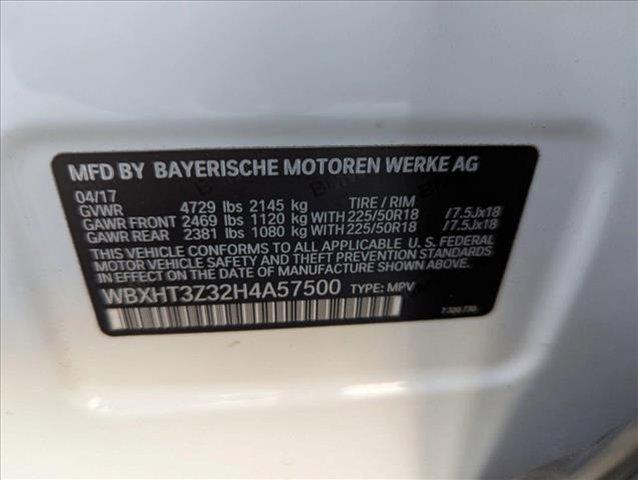 MFD BY BAYERISCHE MOTOREN WERKE AG
04/17
GVWR 4729 lbs 2145 kg TIRE / RIM
GAWR FRONT 2469 lbs 1120 kg WITH 225/50R18 /7.5Jx18
GAWR REAR 2381 lbs 1080 kg WITH 225/50R18 /7.5Jx18
THIS VEHICLE CONFORMS TO ALL APPLICABLE U. S. FEDERAL
MOTOR VEHICLE SAFETY AND THEFT PREVENTION STANDARDS
IN EFFECT ON THE DATE OF MANUFACTURE SHOWN ABOVE.
WBXHT3Z32H4A57500 TYPE: MPV
7 320 730